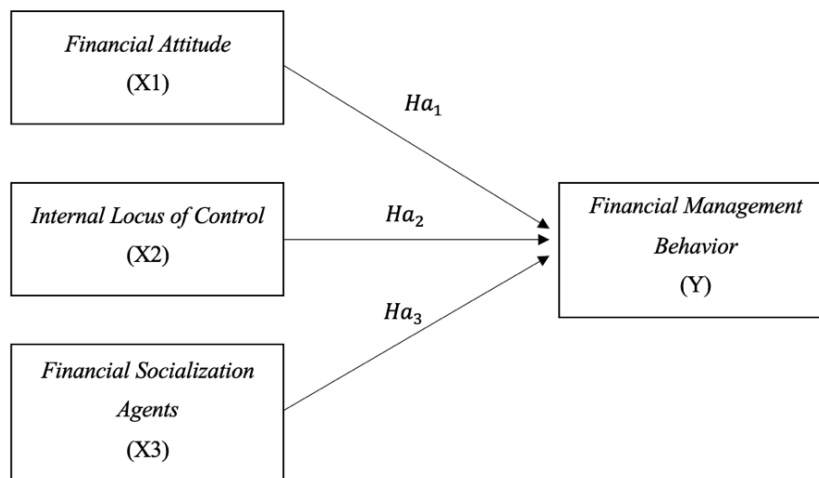 Financial Attitude
(X1)
Ha₁
Internal Locus of Control
(X2)
Ha₂
Financial Management
Behavior
(Y)
Ha₃
Financial Socialization
Agents
(X3)